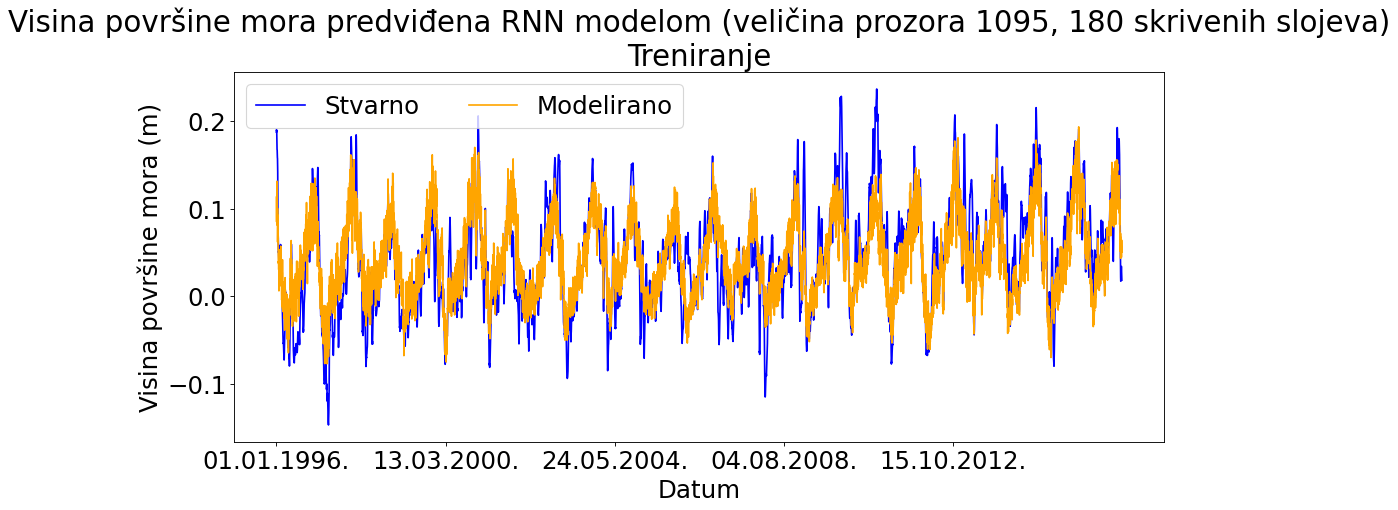 Visina površine mora predviđena RNN modelom (veličina prozora 1095, 180 skrivenih slojeva)
Treniranje
Stvarno
Modelirano
Visina površine mora (m)
0.2
0.1
0.0
−0.1
01.01.1996.
13.03.2000.
24.05.2004.
04.08.2008.
15.10.2012.
Datum